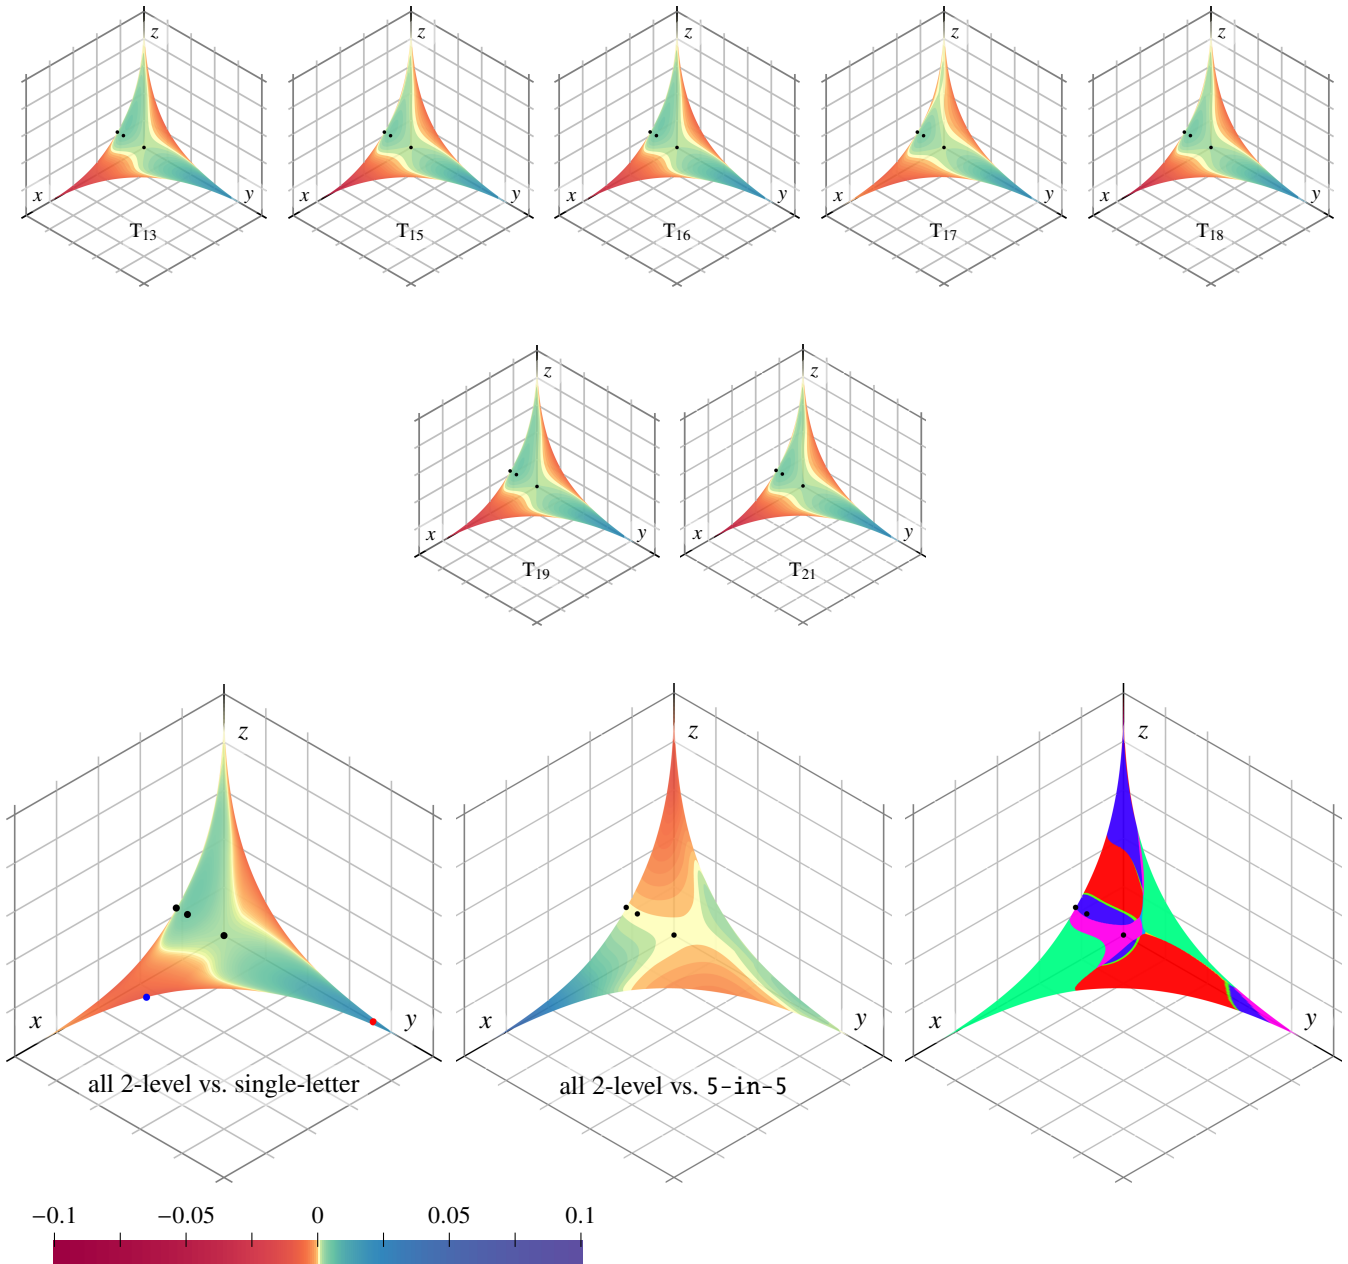 z z z z z
x y x y x y x y x y
T13 T15 T16 T17 T18
z z
x y x y
T19 T21
z z z
x y x y x y
all 2-level vs. single-letter all 2-level vs. 5-in-5
−0.1 −0.05 0 0.05 0.1